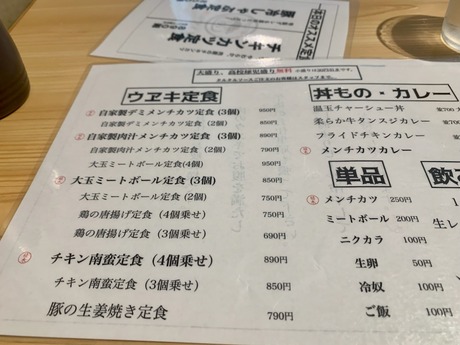 本日のオススメ定食
チキンカツ定食
大盛り、高校球児盛り無料
ウヱキ定食
自家製デミメンチカツ定食(3個) 950円
自家製デミメンチカツ定食(2個) 850円
自家製肉汁メンチカツ定食(3個) 890円
自家製肉汁メンチカツ定食(2個) 790円
大玉ミートボール定食(4個) 950円
大玉ミートボール定食(3個) 850円
大玉ミートボール定食(2個) 750円
鶏の唐揚げ定食(4個乗せ) 750円
鶏の唐揚げ定食(3個乗せ) 690円
チキン南蛮定食(4個乗せ) 890円
チキン南蛮定食(3個乗せ) 850円
豚の生姜焼き定食 790円
丼もの・カレー
温玉チャーシュー丼
柔らか牛タンスジカレー
フライドチキンカレー
メンチカツカレー
単品
メンチカツ 250円
ミートボール 200円
ニクカラ 100円
生卵 50円
冷奴 100円
ご飯 100円